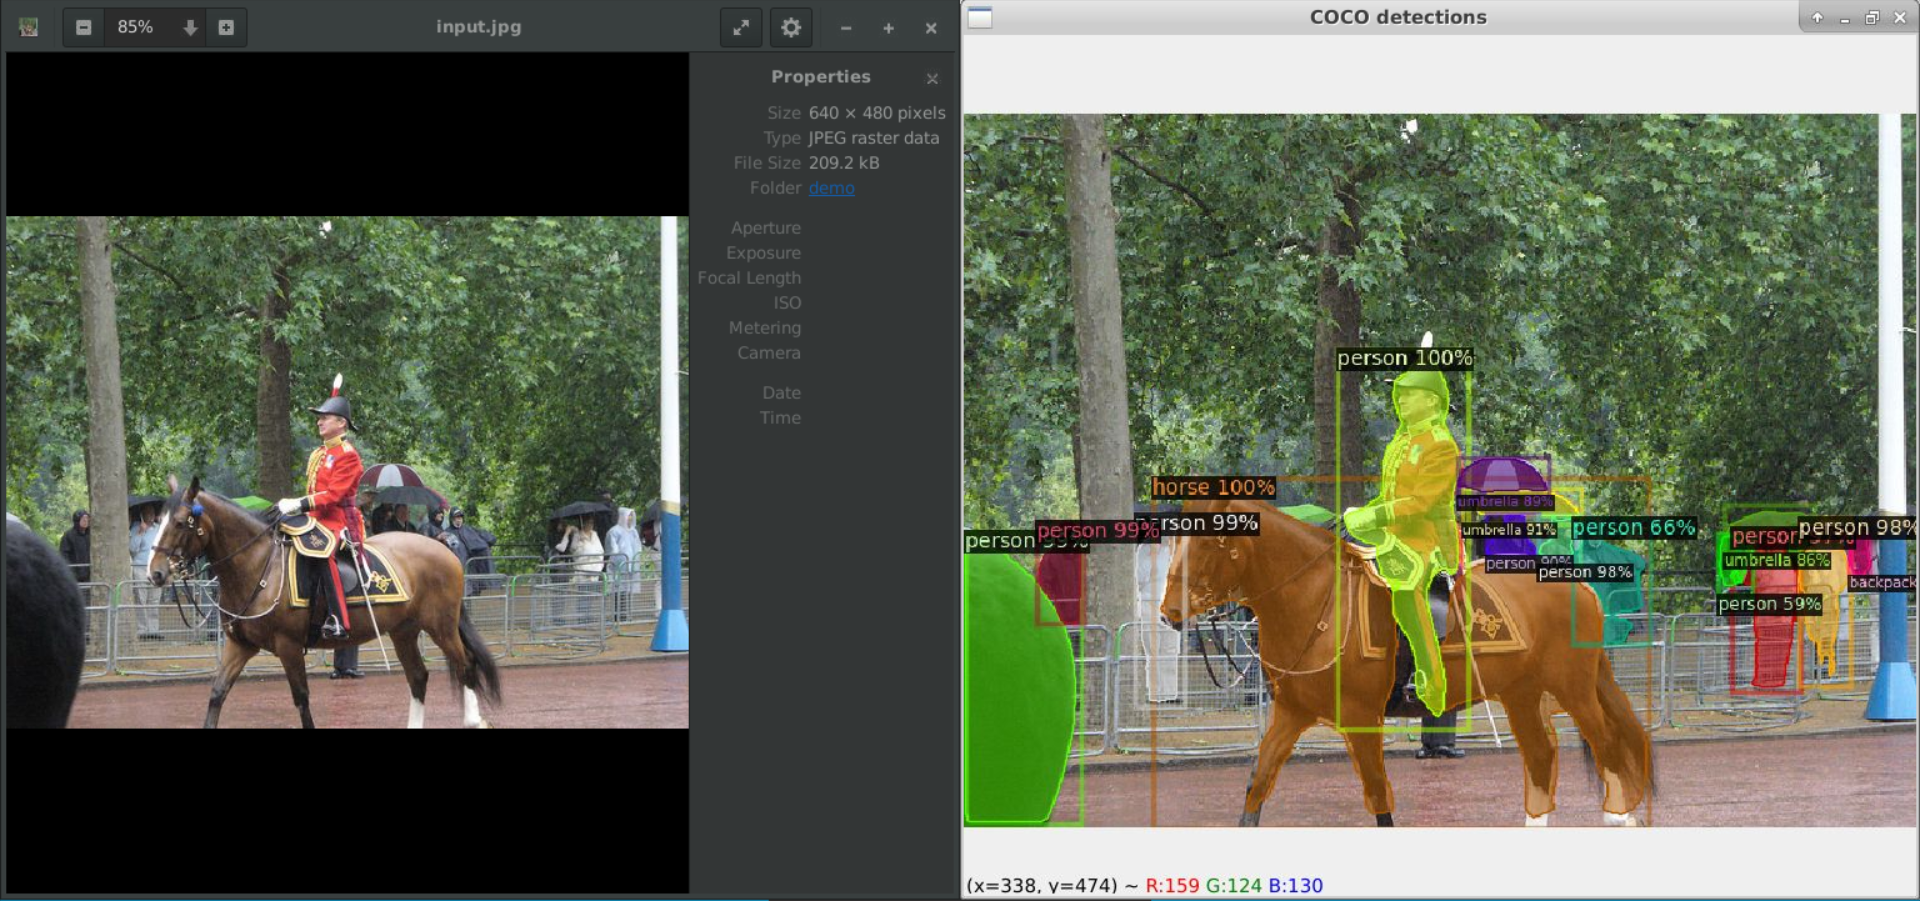 85%
input.jpg
Properties
Size 640 × 480 pixels
Type JPEG raster data
File Size 209.2 kB
Folder demo
Aperture
Exposure
Focal Length
ISO
Metering
Camera
Date
Time
COCO detections
person 100%
horse 100%
umbrella 89%
person 99%
rson 99%
person
umbrella 91%
person 66%
person 98%
umbrella 86%
person
person 98%
backpack
person 59%
(x=338, y=474) ~ R:159 G:124 B:130